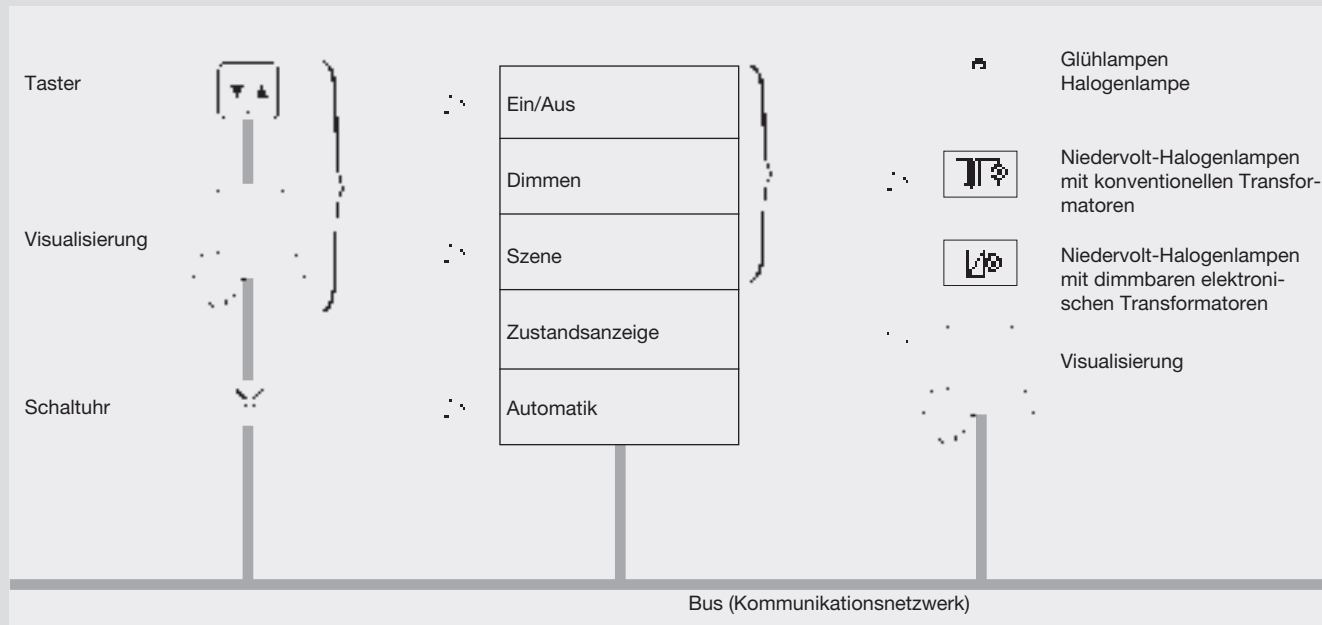 Taster
Visualisierung
Schaltuhr
Ein/Aus
Dimmen
Szene
Zustandsanzeige
Automatik
Glühlampen
Halogenlampe
Niedervolt-Halogenlampen
mit konventionellen Transfor-
matoren
Niedervolt-Halogenlampen
mit dimmbaren elektroni-
schen Transformatoren
Visualisierung
Bus (Kommunikationsnetzwerk)